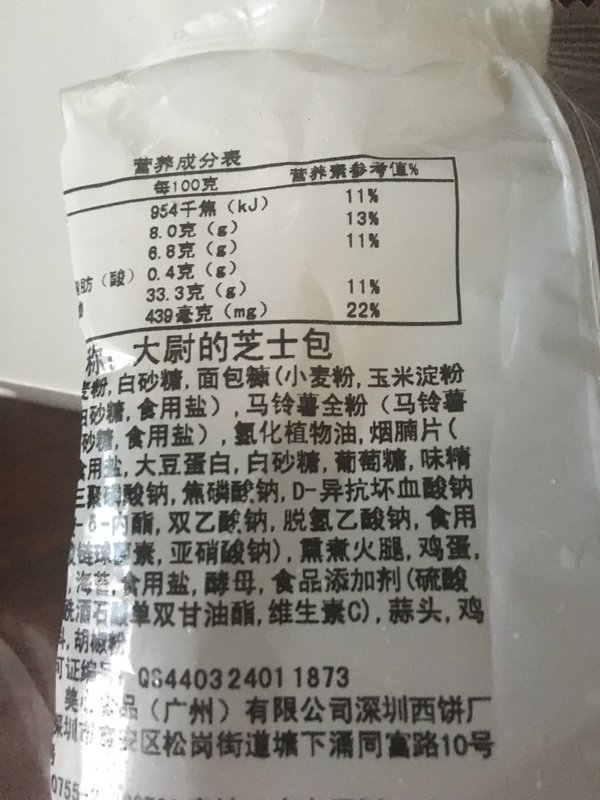 营养成分表
每100克 营养素参考值%
954千焦（kJ） 11%
8.0克（g） 13%
6.8克（g） 11%
肪（酸） 0.4克（g）
33.3克（g） 11%
439毫克（mg） 22%
称：大尉的芝士包
麦粉,白砂糖,面包糠(小麦粉,玉米淀粉
白砂糖,食用盐）,马铃薯全粉（马铃薯
砂糖,食用盐）,氢化植物油,烟腩片（
食用盐,大豆蛋白,白砂糖,葡萄糖,味精
三聚磷酸钠,焦磷酸钠,D-异抗坏血酸钠
-δ-内酯,双乙酸钠,脱氢乙酸钠,食用
链球菌素,亚硝酸钠),熏煮火腿,鸡蛋,
,海苔,食用盐,酵母,食品添加剂(硫酸
酒石酸单双甘油酯,维生素C),蒜头,鸡
,胡椒粉
可证编号: QS440324011873
美心食品（广州）有限公司深圳西饼厂
深圳市宝安区松岗街道塘下涌同富路10号
0755-2